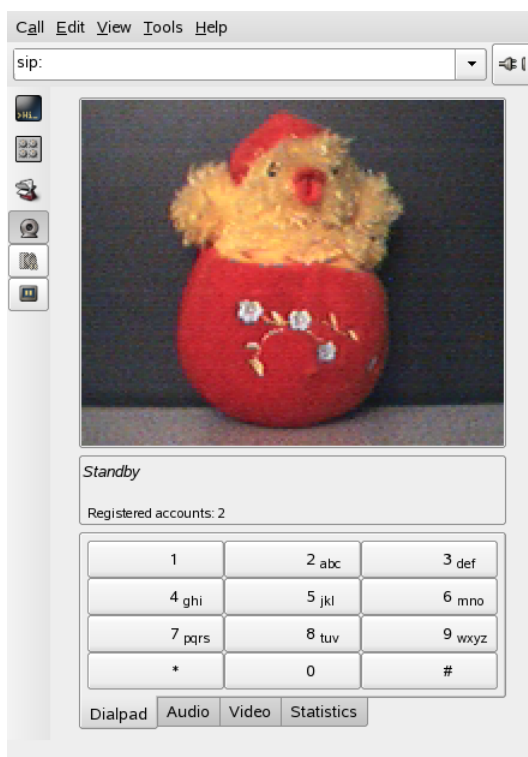 Call Edit View Tools Help
sip:
>Hi_
Standby
Registered accounts: 2
1 2 abc 3 def
4 ghi 5 jkl 6 mno
7 pqrs 8 tuv 9 wxyz
* 0 #
Dialpad Audio Video Statistics